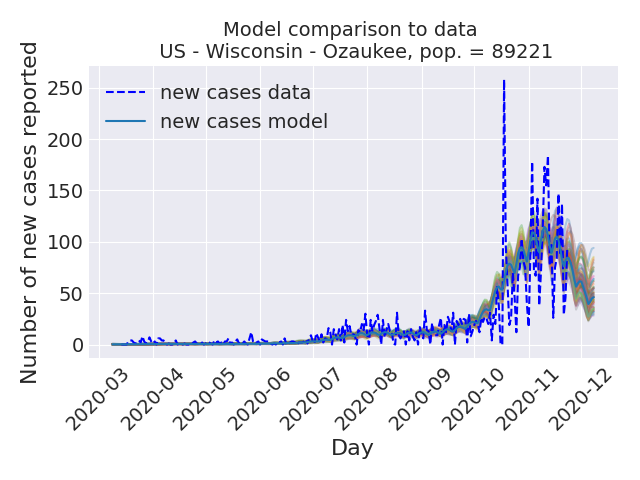 Model comparison to data
US - Wisconsin - Ozaukee, pop. = 89221
Number of new cases reported
250
200
150
100
50
0
new cases data
new cases model
2020-03
2020-04
2020-05
2020-06
2020-07
2020-08
2020-09
2020-10
2020-11
2020-12
Day